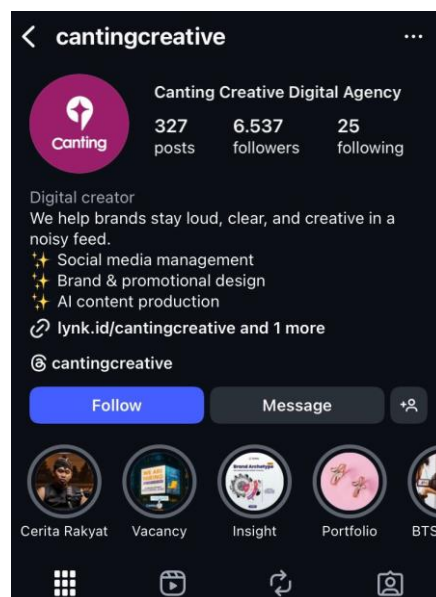 cantingcreative
Canting
Canting Creative Digital Agency
327 6.537 25
posts followers following
Digital creator
We help brands stay loud, clear, and creative in a
noisy feed.
✨ Social media management
✨ Brand & promotional design
✨ AI content production
lynk.id/cantingcreative and 1 more
cantingcreative
Follow Message
Brand Archetype
Cerita Rakyat Vacancy Insight Portfolio BTS